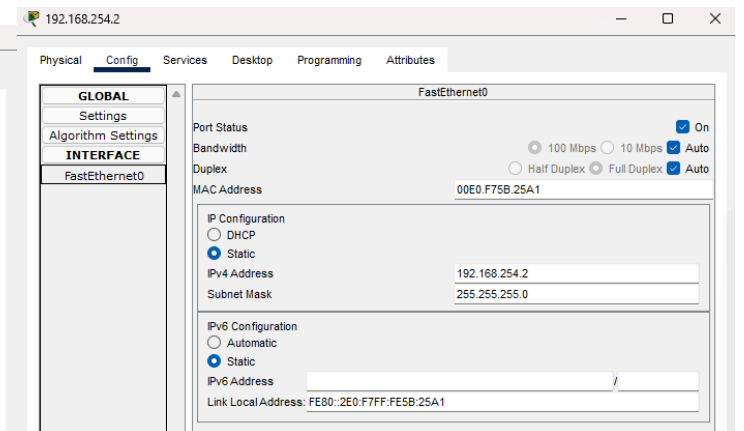 192.168.254.2
Physical Config Services Desktop Programming Attributes
GLOBAL
Settings
Algorithm Settings
INTERFACE
FastEthernet0
FastEthernet0
Port Status On
Bandwidth 100 Mbps 10 Mbps Auto
Duplex Half Duplex Full Duplex Auto
MAC Address 00E0.F75B.25A1
IP Configuration
DHCP
Static
IPv4 Address 192.168.254.2
Subnet Mask 255.255.255.0
IPv6 Configuration
Automatic
Static
IPv6 Address /
Link Local Address: FE80::2E0:F7FF:FE5B:25A1